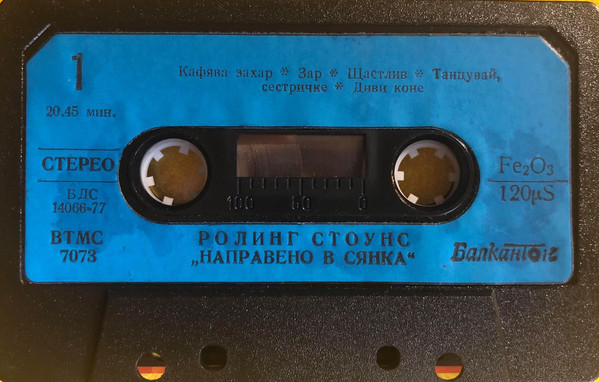 1
Кафява захар * Зар * Щастлив * Танцувай,
сестричке * Диви коне
20.45 мин.
СТЕРЕО
БДС
14066-77
ВТМС
7073
100 50 0
Fe₂O₃
120µS
РОЛИНГ СТОУНС
„НАПРАВЕНО В СЯНКА“
Балкантон